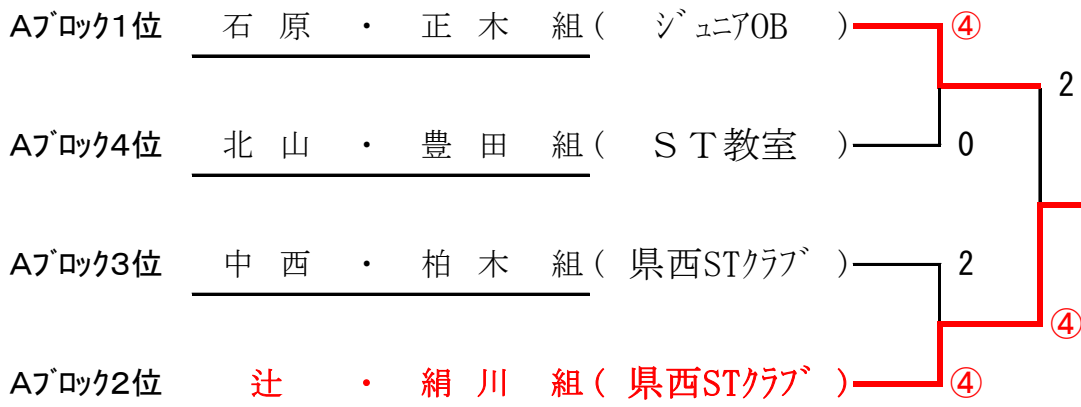 Aﾌﾞﾛｯｸ1位 石 原 ・ 正 木 組 ( ｼﾞｭﾆｱOB ) ④
2
Aﾌﾞﾛｯｸ4位 北 山 ・ 豊 田 組 ( ＳＴ教室 ) 0
Aﾌﾞﾛｯｸ3位 中 西 ・ 柏 木 組 ( 県西STｸﾗﾌﾞ ) 2
④
Aﾌﾞﾛｯｸ2位 辻 ・ 絹 川 組 ( 県西STｸﾗﾌﾞ ) ④